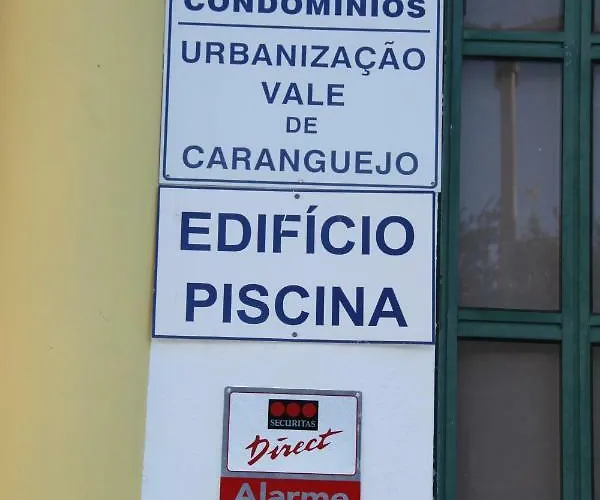 CONDOMÍNIOS
URBANIZAÇÃO
VALE
DE
CARANGUEJO
EDIFÍCIO
PISCINA
SECURITAS
Direct
Alarme